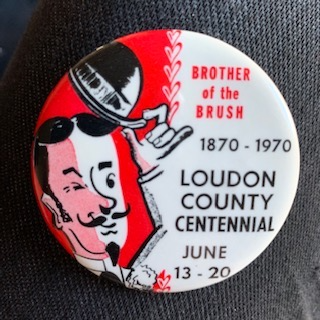 BROTHER
of the
BRUSH
1870 - 1970
LOUDON
COUNTY
CENTENNIAL
JUNE
13 - 20